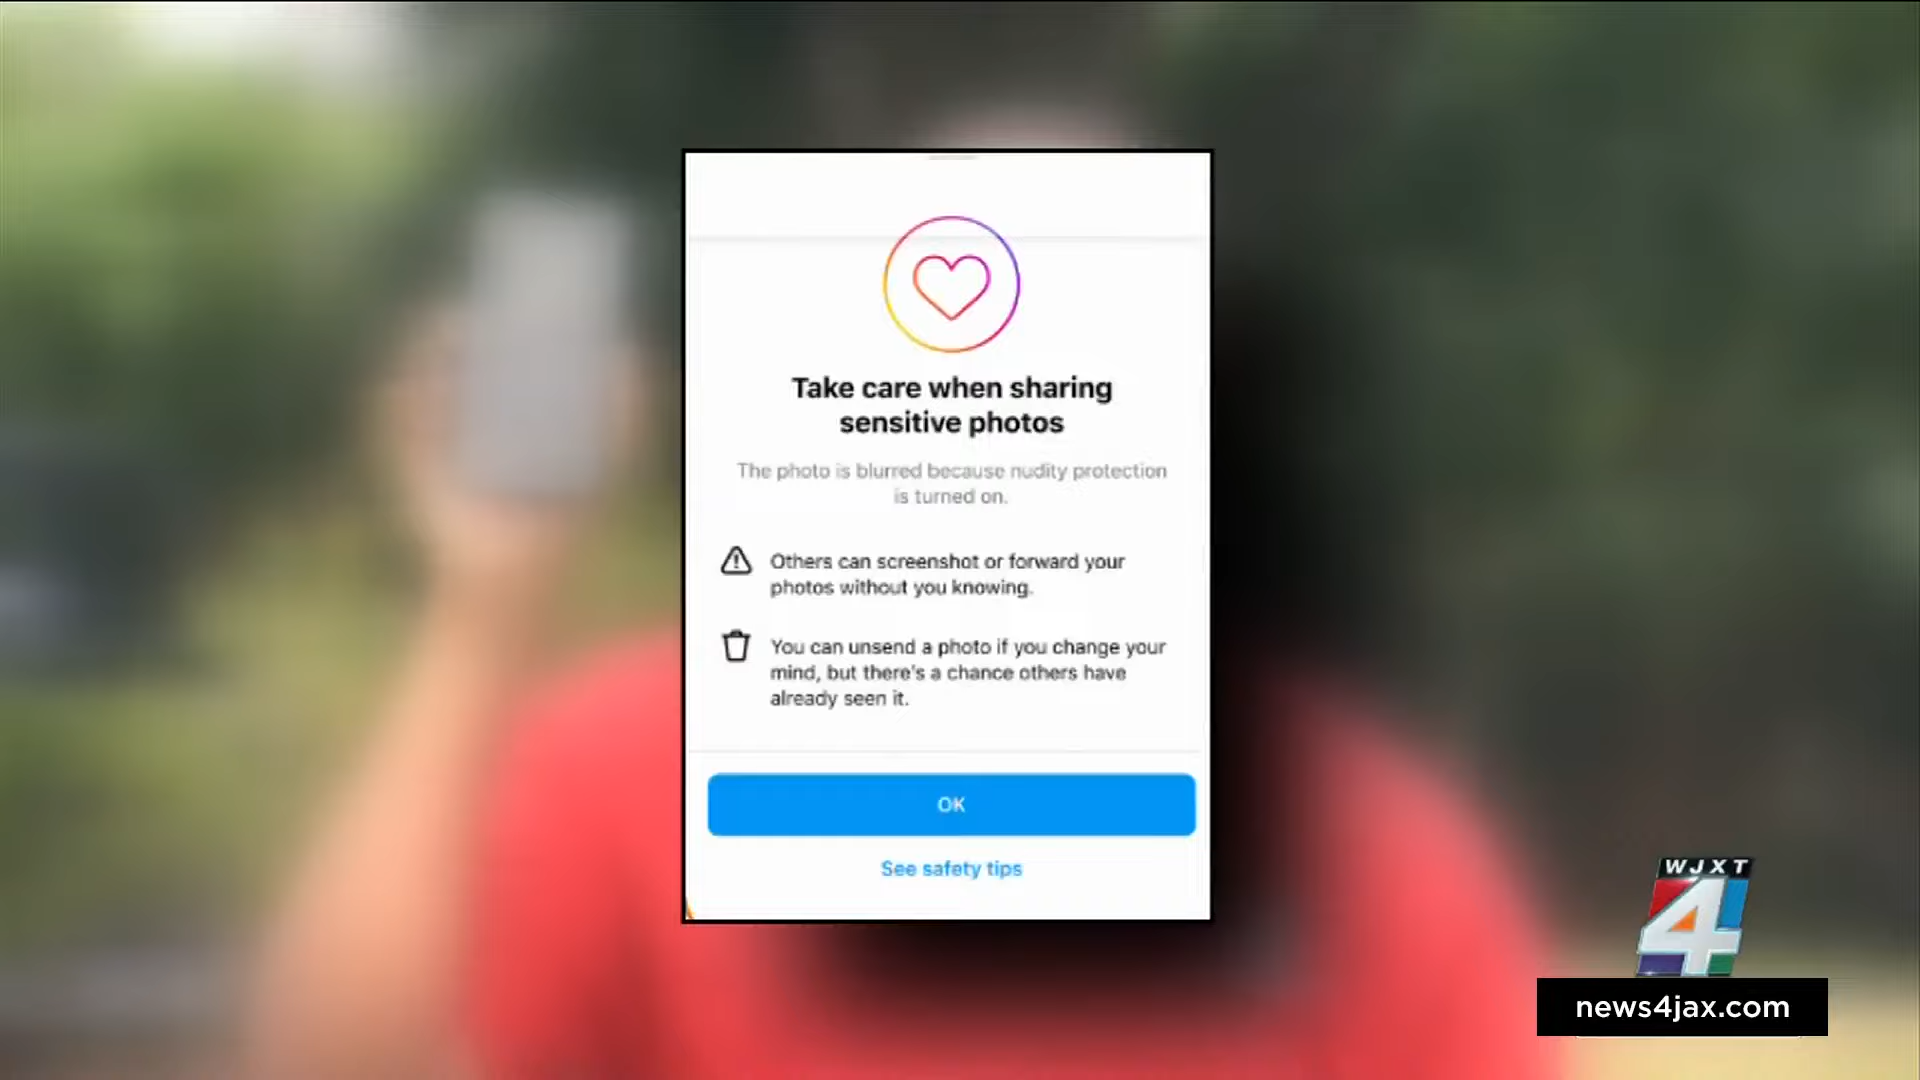 Take care when sharing
sensitive photos
The photo is blurred because nudity protection
is turned on.
Others can screenshot or forward your
photos without you knowing.
You can unsend a photo if you change your
mind, but there's a chance others have
already seen it.
OK
See safety tips
WJXT
4
news4jax.com